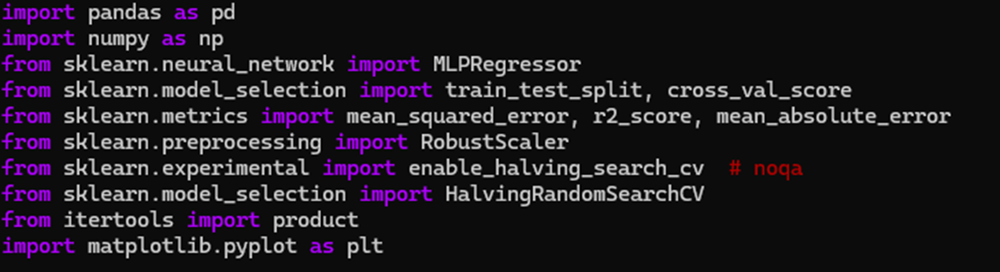 import pandas as pd
import numpy as np
from sklearn.neural_network import MLPRegressor
from sklearn.model_selection import train_test_split, cross_val_score
from sklearn.metrics import mean_squared_error, r2_score, mean_absolute_error
from sklearn.preprocessing import RobustScaler
from sklearn.experimental import enable_halving_search_cv  # noqa
from sklearn.model_selection import HalvingRandomSearchCV
from itertools import product
import matplotlib.pyplot as plt